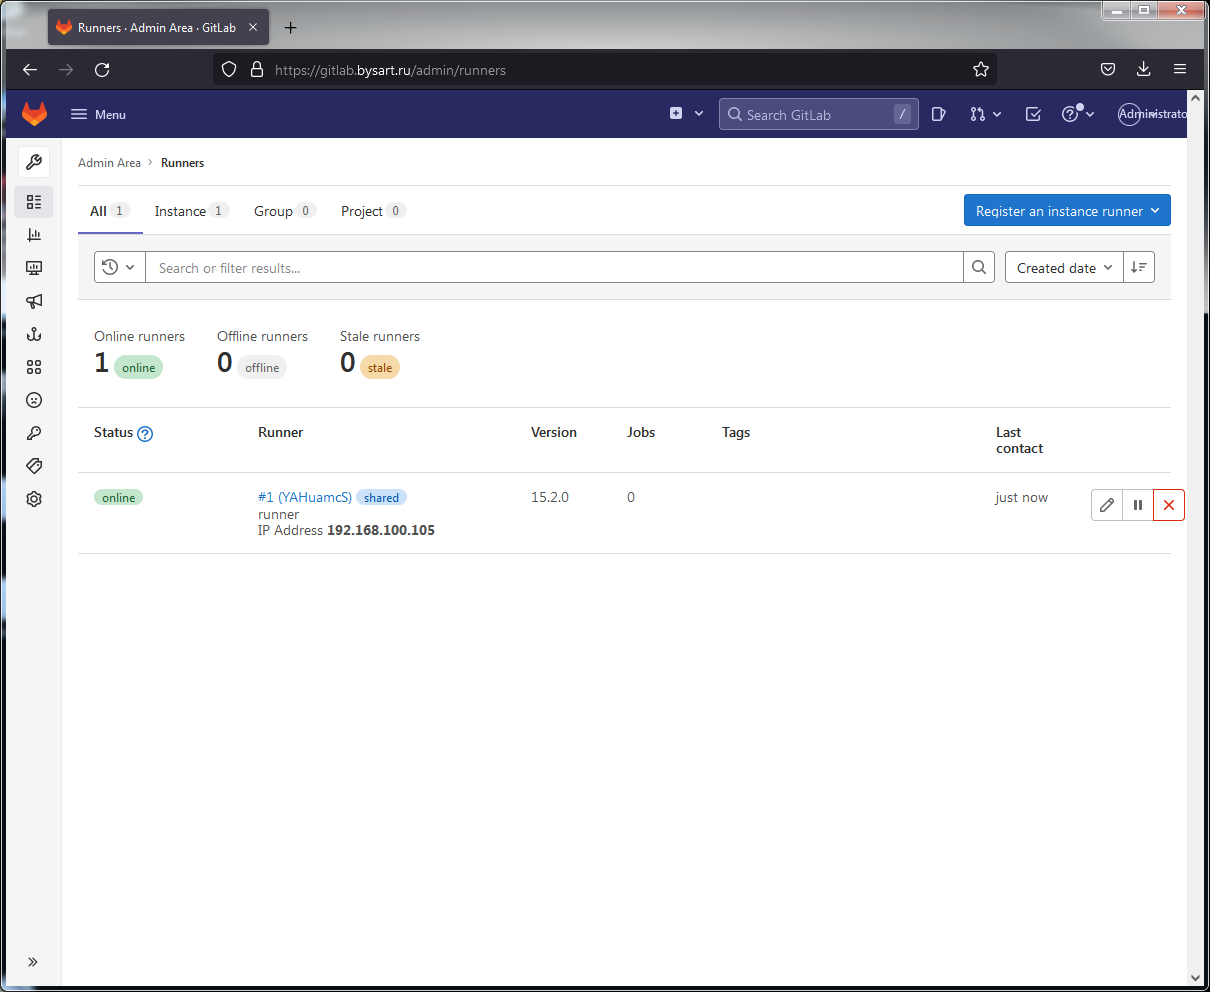 Runners · Admin Area · GitLab
https://gitlab.bysart.ru/admin/runners
Menu
Search GitLab /
Administrato
Admin Area > Runners
All 1 Instance 1 Group 0 Project 0
Register an instance runner
Search or filter results...
Created date
Online runners Offline runners Stale runners
1 online 0 offline 0 stale
Status Runner Version Jobs Tags Last contact
online #1 (YAHuamcS) shared 15.2.0 0 just now
runner
IP Address 192.168.100.105